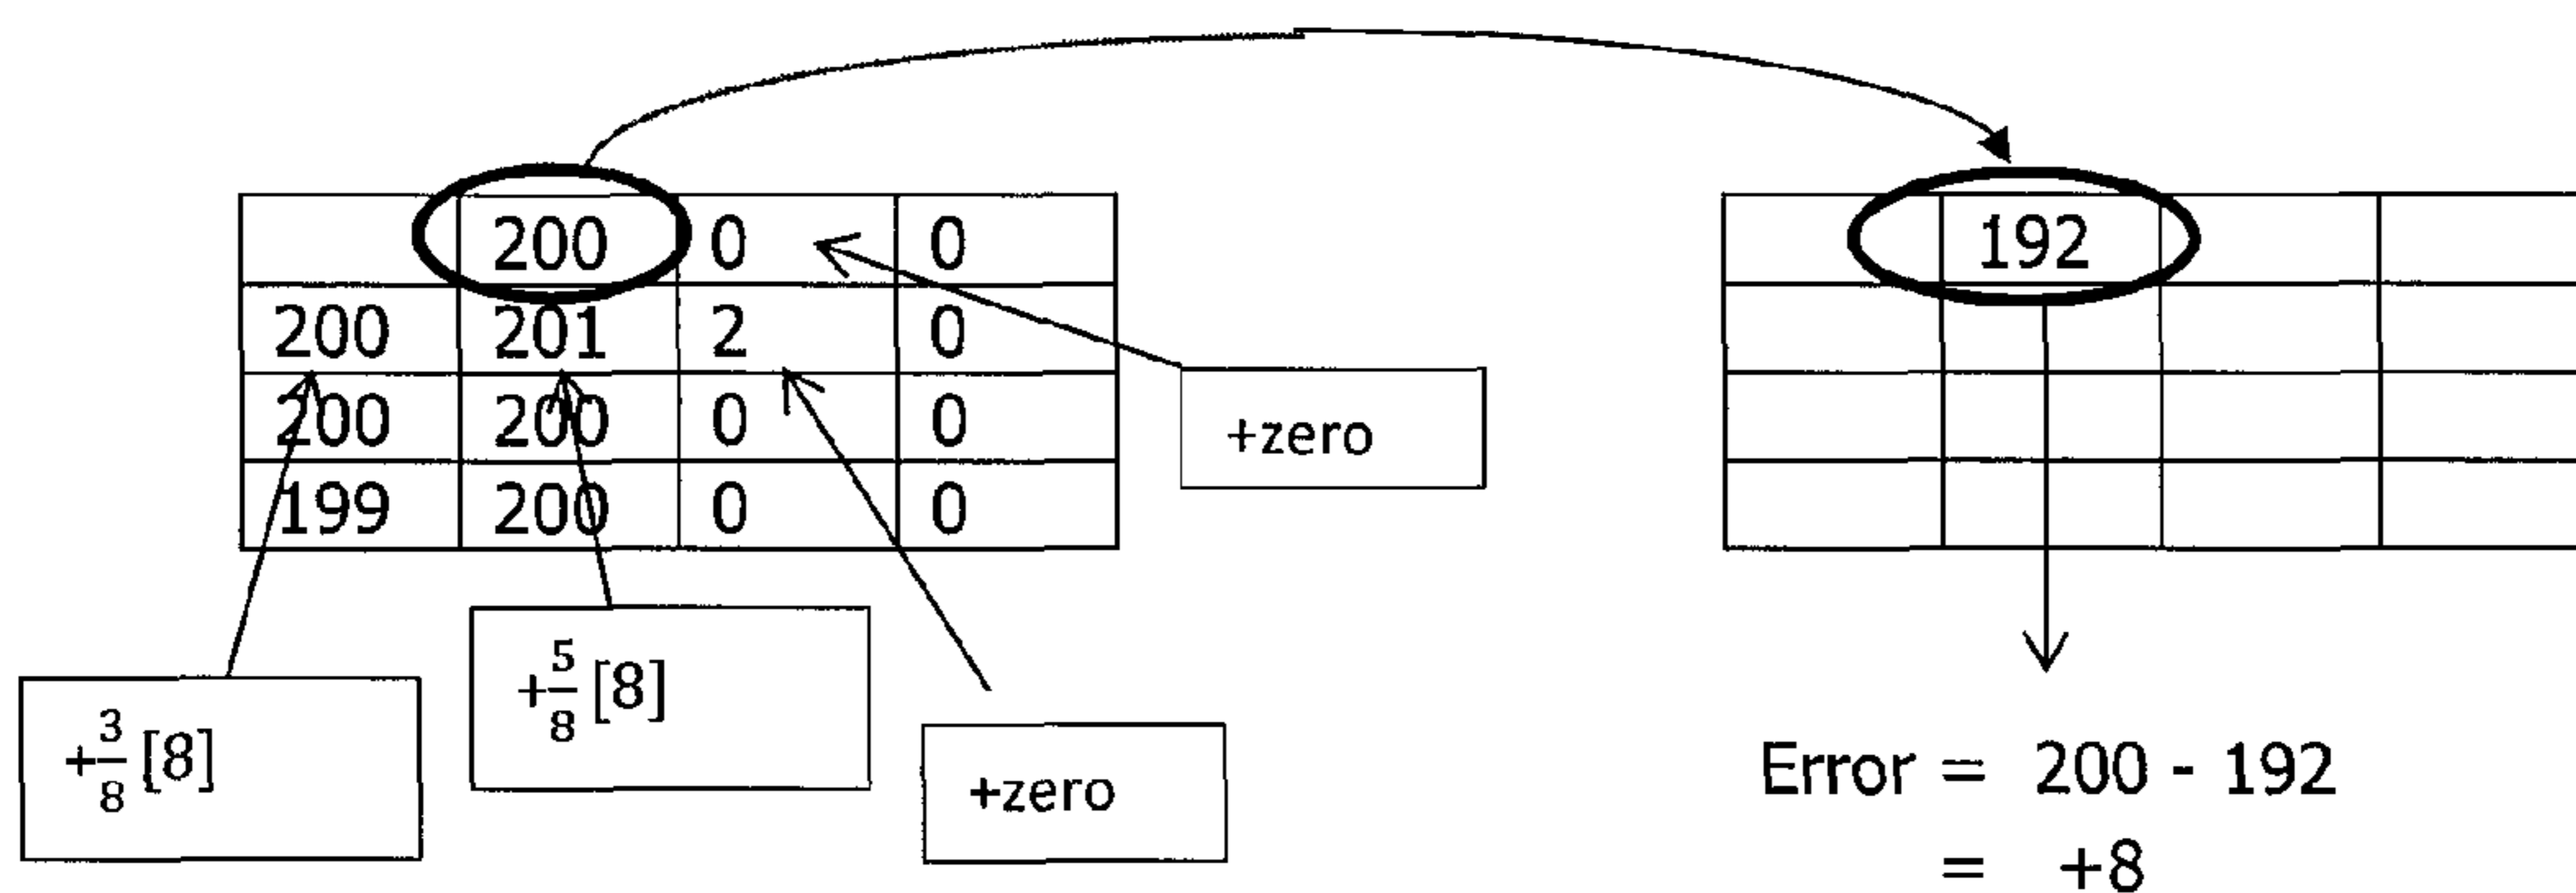 200 0 0 192
200 201 2 0
200 200 0 0
199 200 0 0
+zero
+5/8 [8]
+3/8 [8]
+zero
Error = 200 - 192
= +8